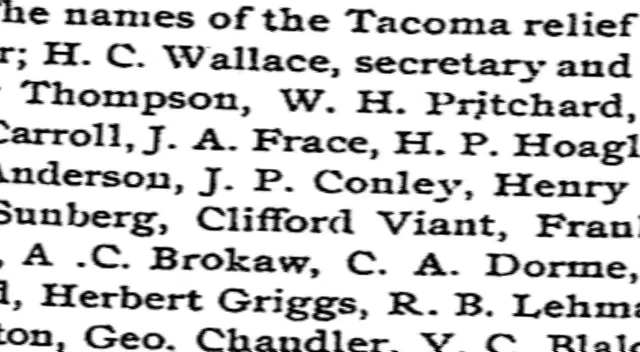 he names of the Tacoma relief
r; H. C. Wallace, secretary and
Thompson, W. H. Pritchard,
Carroll, J. A. Frace, H. P. Hoagl
Anderson, J. P. Conley, Henry
Sunberg, Clifford Viant, Fran
, A .C. Brokaw, C. A. Dorme,
d, Herbert Griggs, R. B. Lehma
ton, Geo. Chandler, V. C.